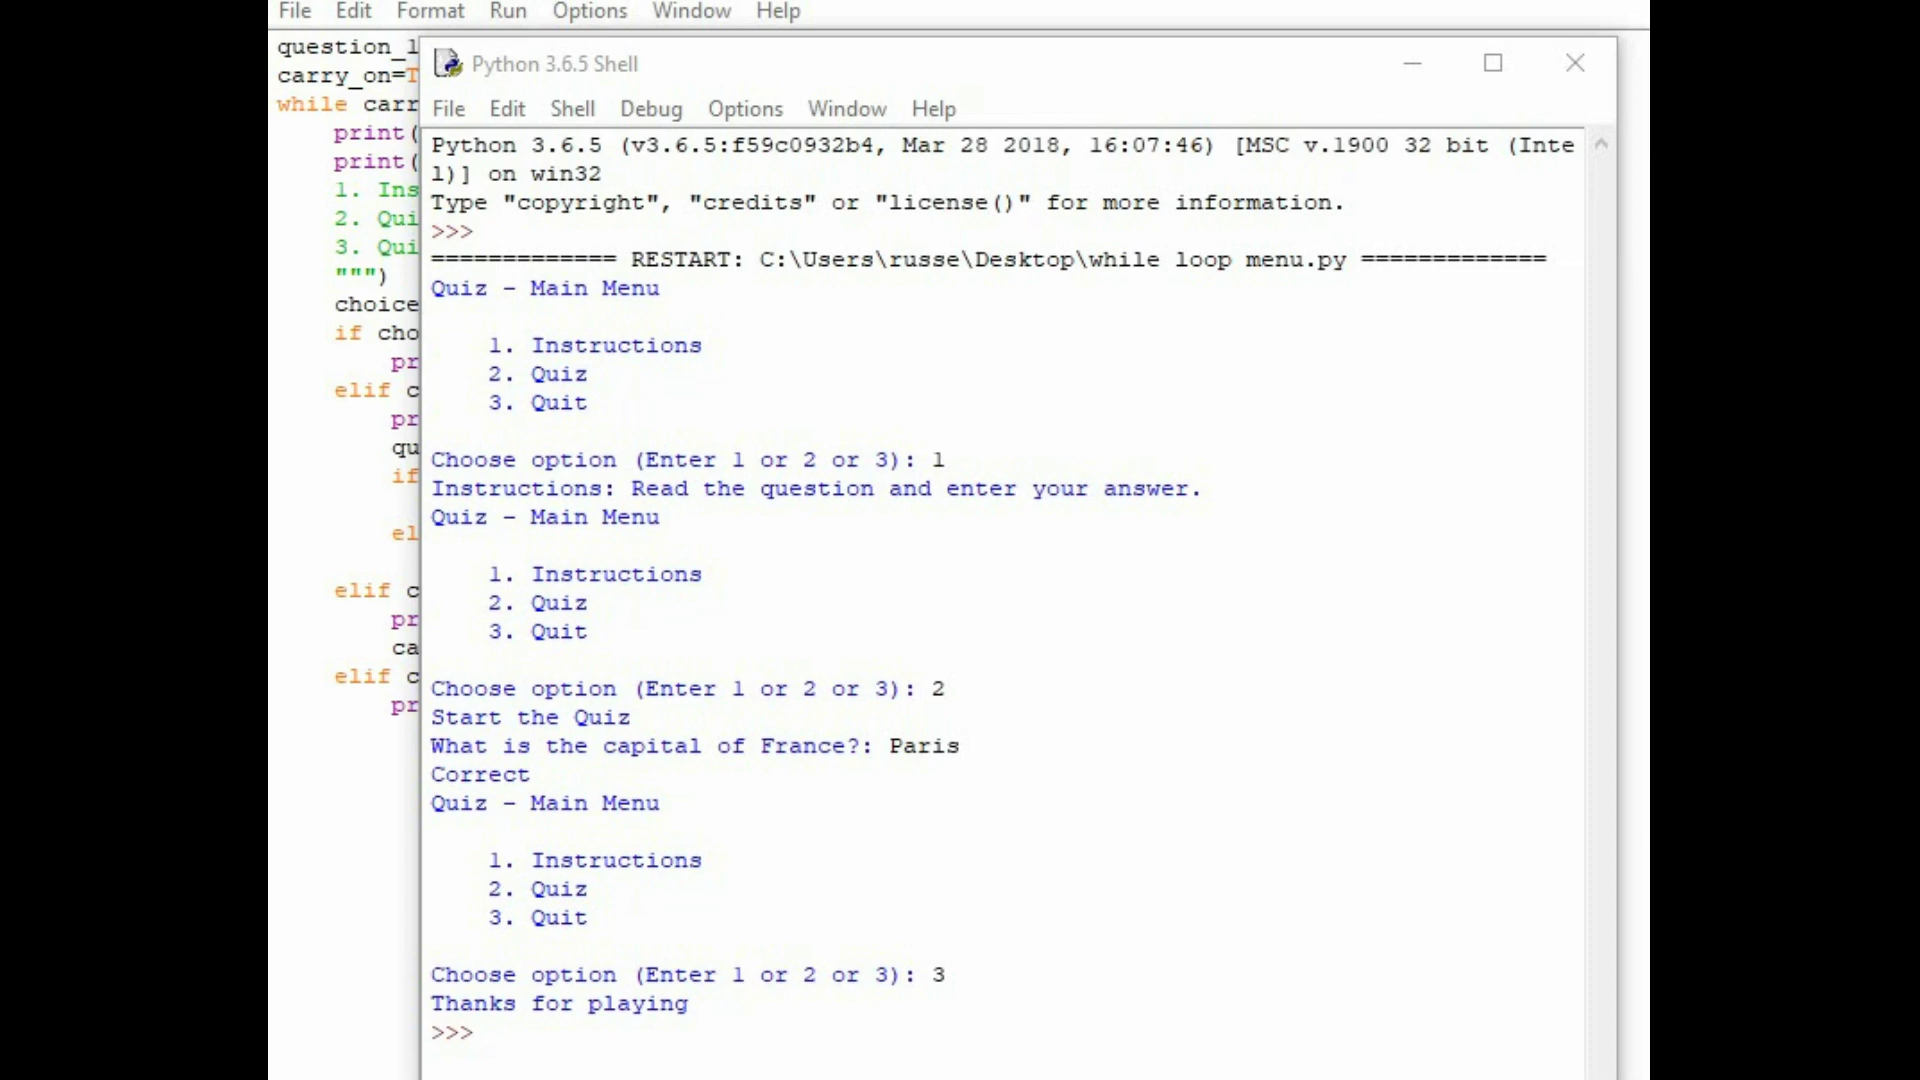 File Edit Format Run Options Window Help
question_1
carry_on=T
while carr
print(
print(
1. Ins
2. Qui
3. Qui
""")
choice
if cho
pr
elif c
pr
qu
if
el
elif c
pr
ca
elif c
pr
Python 3.6.5 Shell
File Edit Shell Debug Options Window Help
Python 3.6.5 (v3.6.5:f59c0932b4, Mar 28 2018, 16:07:46) [MSC v.1900 32 bit (Inte
l)] on win32
Type "copyright", "credits" or "license()" for more information.
>>>
============= RESTART: C:\Users\russe\Desktop\while loop menu.py =============
Quiz - Main Menu
1. Instructions
2. Quiz
3. Quit
Choose option (Enter 1 or 2 or 3): 1
Instructions: Read the question and enter your answer.
Quiz - Main Menu
1. Instructions
2. Quiz
3. Quit
Choose option (Enter 1 or 2 or 3): 2
Start the Quiz
What is the capital of France?: Paris
Correct
Quiz - Main Menu
1. Instructions
2. Quiz
3. Quit
Choose option (Enter 1 or 2 or 3): 3
Thanks for playing
>>>